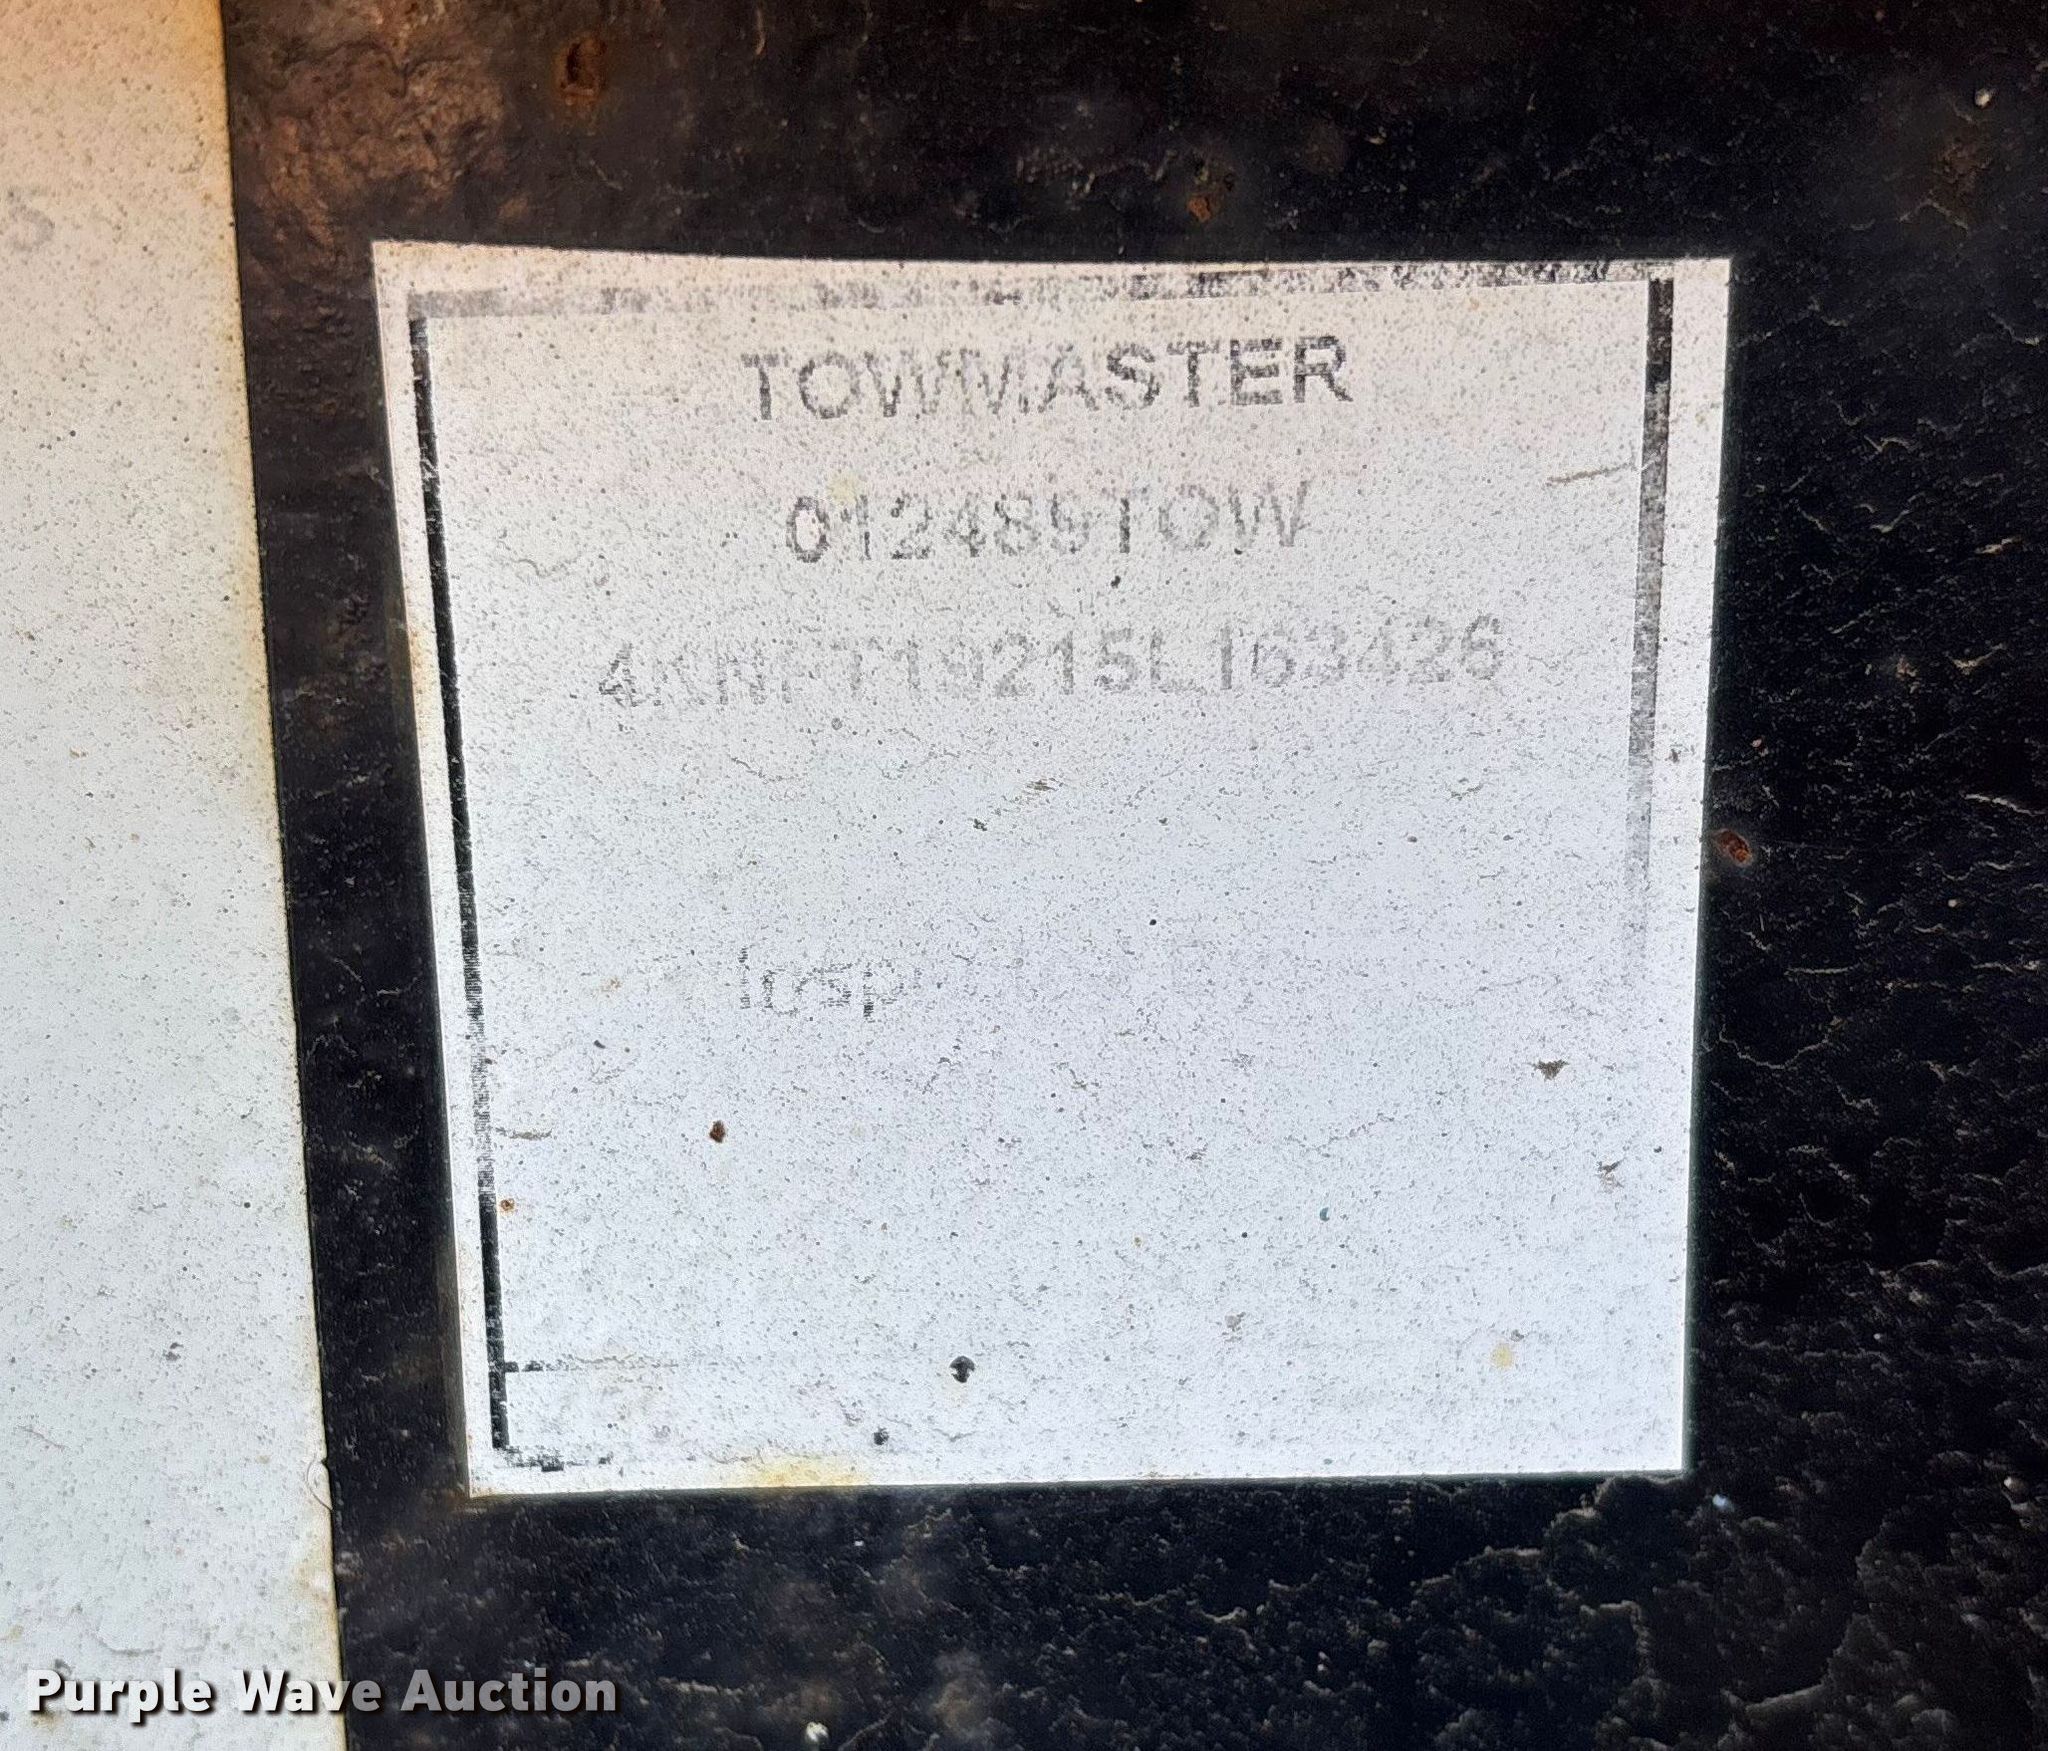 TOWMASTER
012489TOW
4KNFT19215L163426
Purple Wave Auction